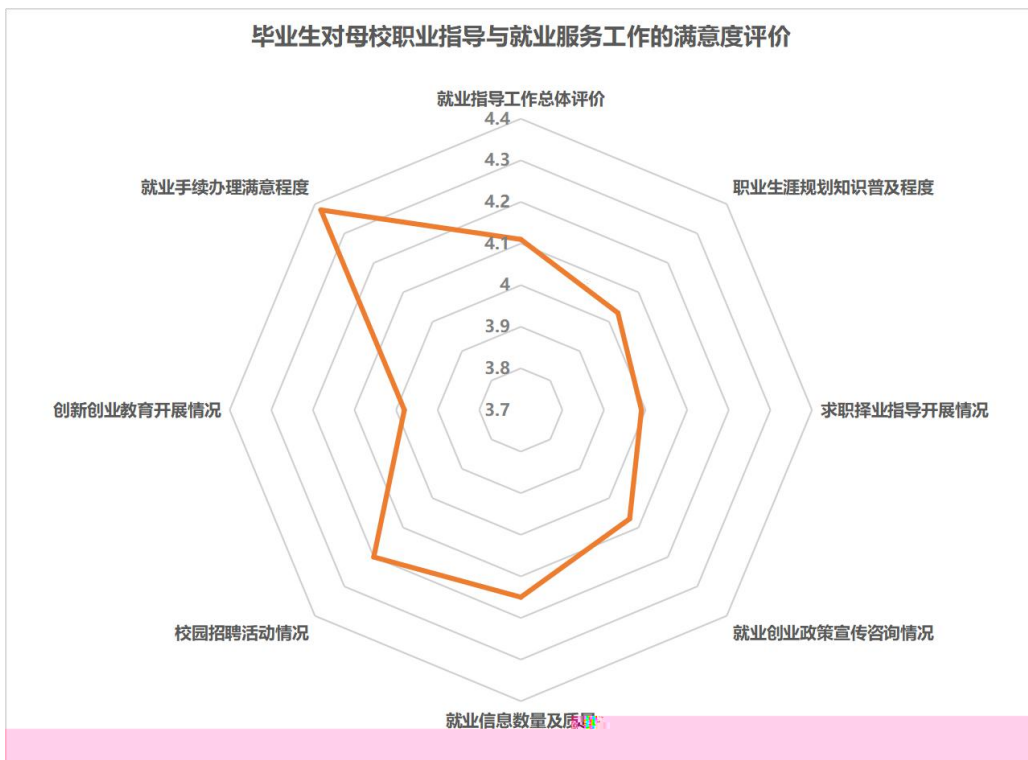 毕业生对母校职业指导与就业服务工作的满意度评价
就业指导工作总体评价
4.4
4.3
就业手续办理满意程度
职业生涯规划知识普及程度
4.2
4.1
4
3.9
3.8
创新创业教育开展情况
3.7
求职择业指导开展情况
校园招聘活动情况
就业创业政策宣传咨询情况
就业信息数量及质量